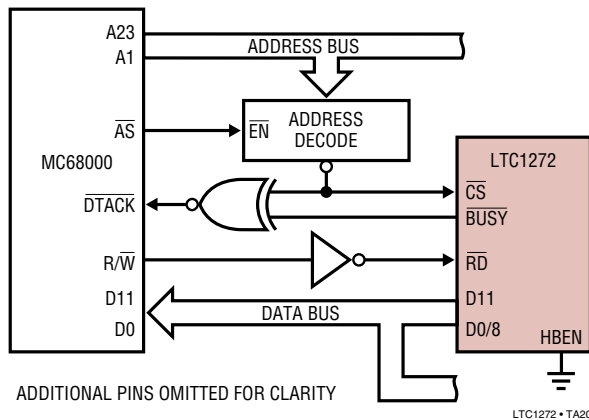 A23
A1
ADDRESS BUS
AS
EN
ADDRESS
DECODE
MC68000
LTC1272
DTACK
CS
BUSY
R/W
RD
D11
D0
DATA BUS
D11
D0/8
HBEN
ADDITIONAL PINS OMITTED FOR CLARITY
LTC1272 • TA20